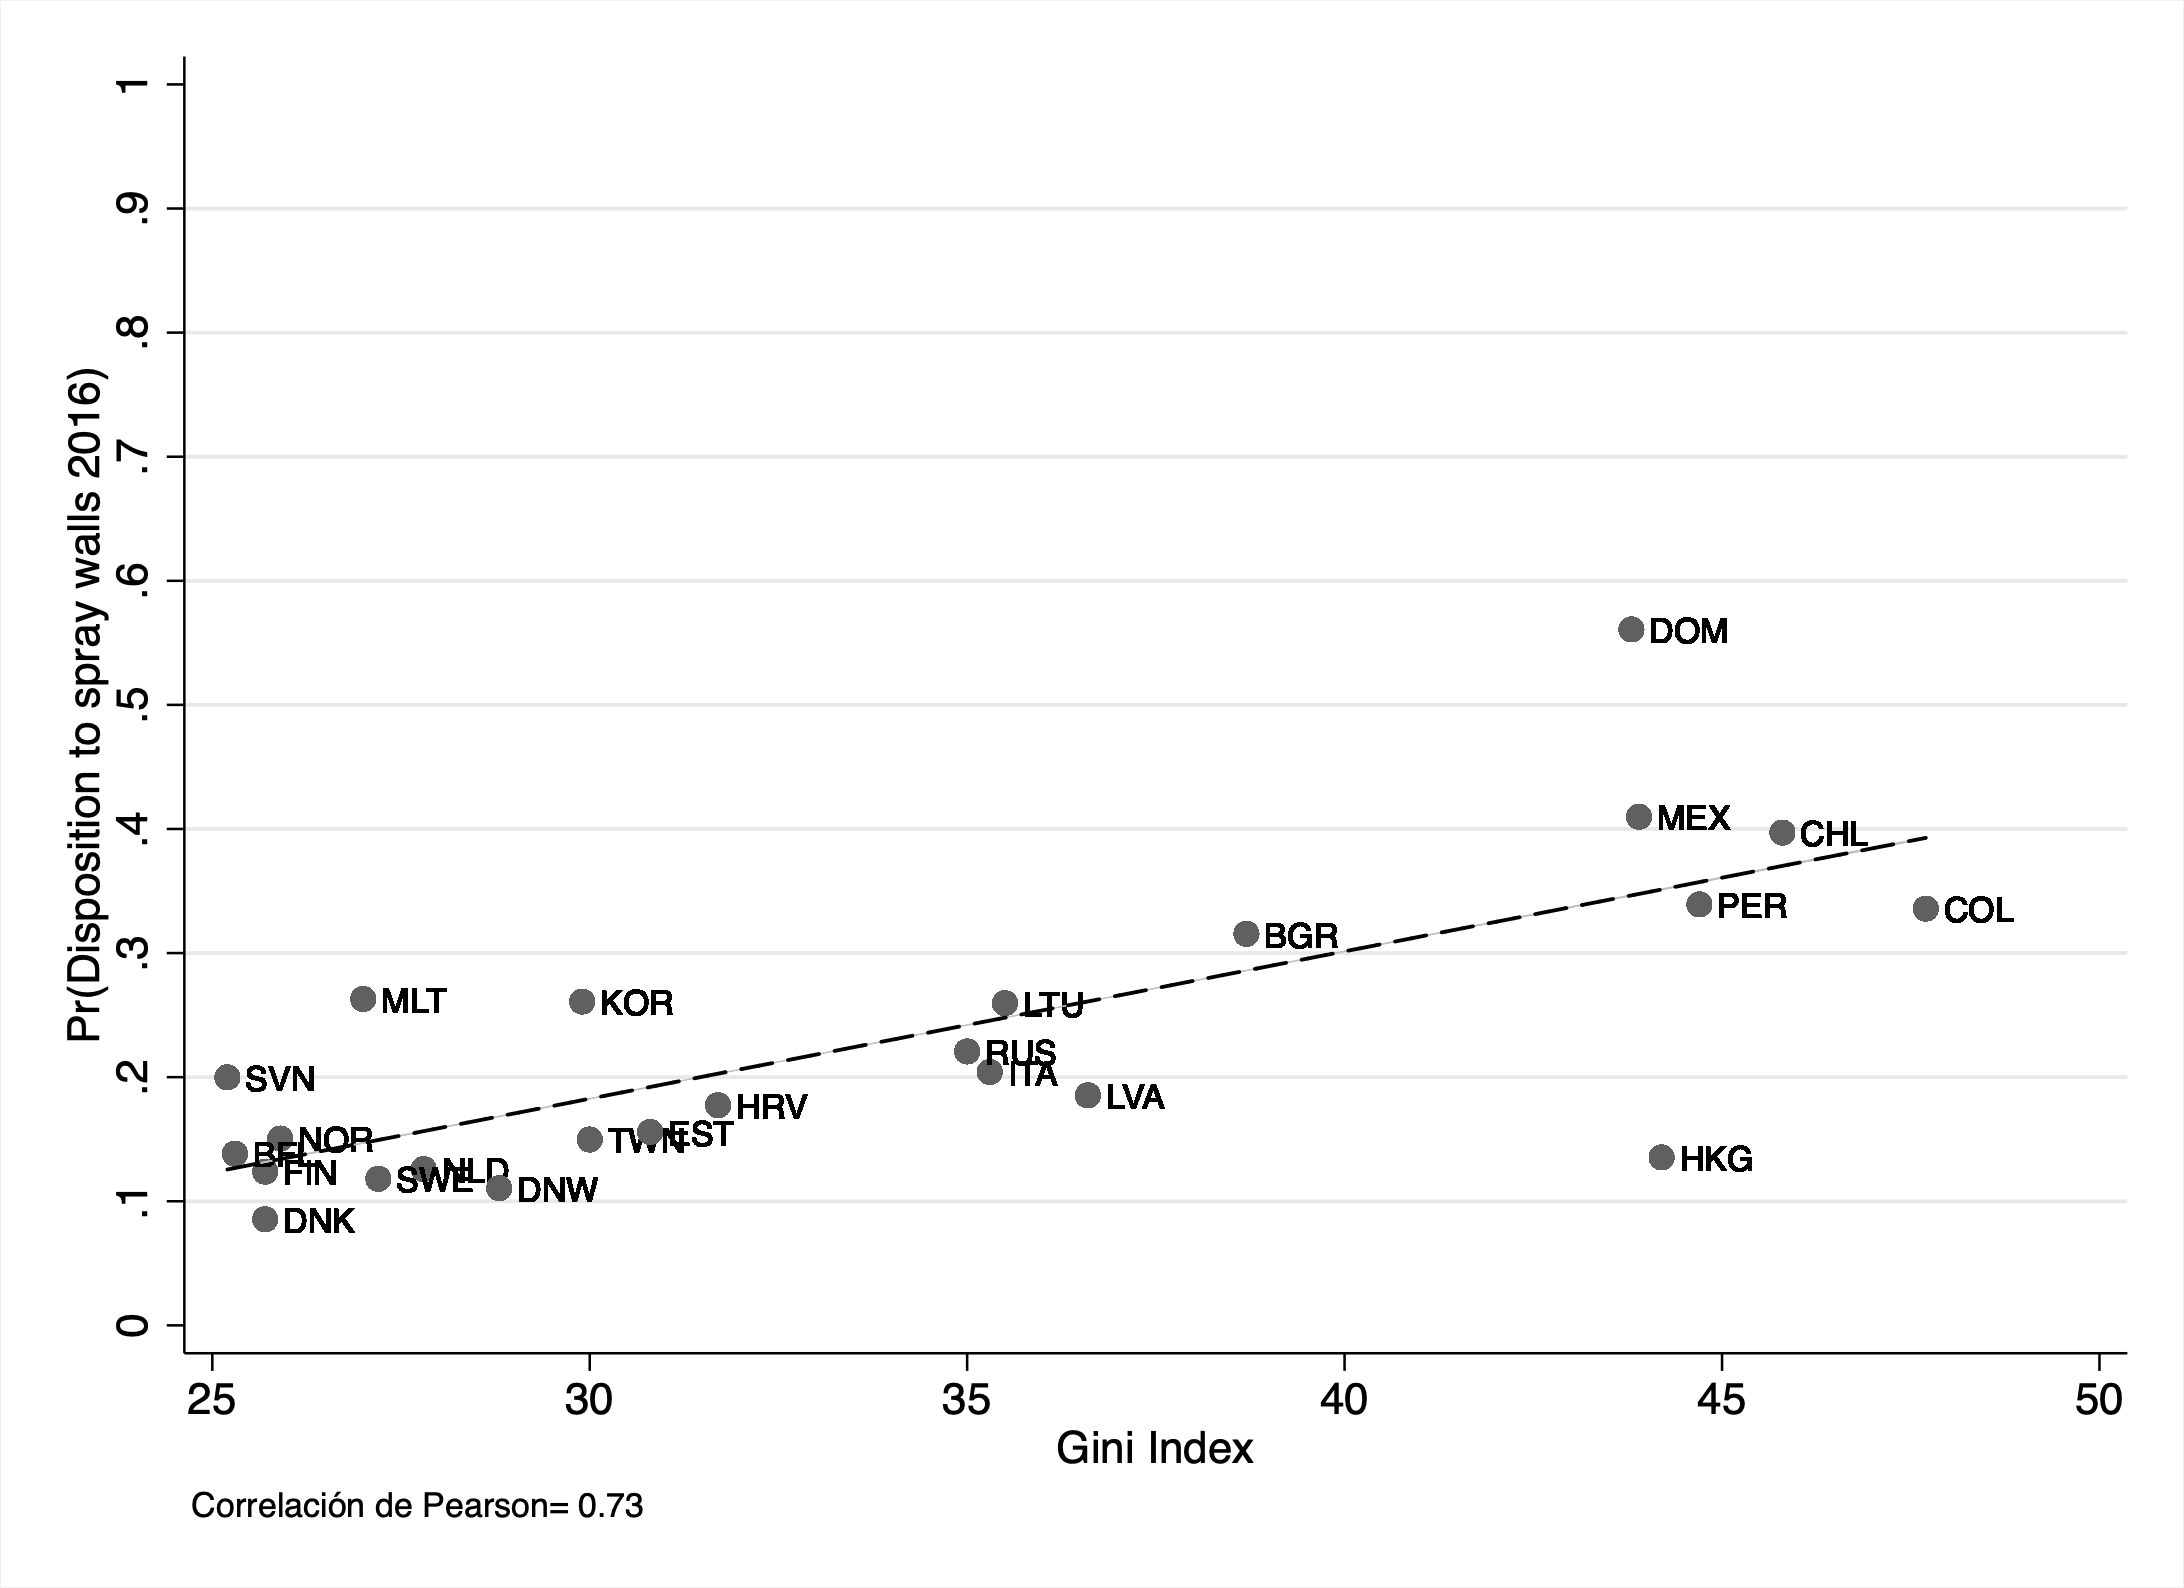 Pr(Disposition to spray walls 2016)
1
.9
.8
.7
.6
.5
.4
.3
.2
.1
0
DOM
MEX
CHL
PER
COL
BGR
MLT
KOR
LTU
RUS
ITA
SVN
LVA
HRV
NOR
TWN
EST
BFL
FIN
HKG
NLD
SWE
DNW
DNK
25 30 35 40 45 50
Gini Index
Correlación de Pearson= 0.73